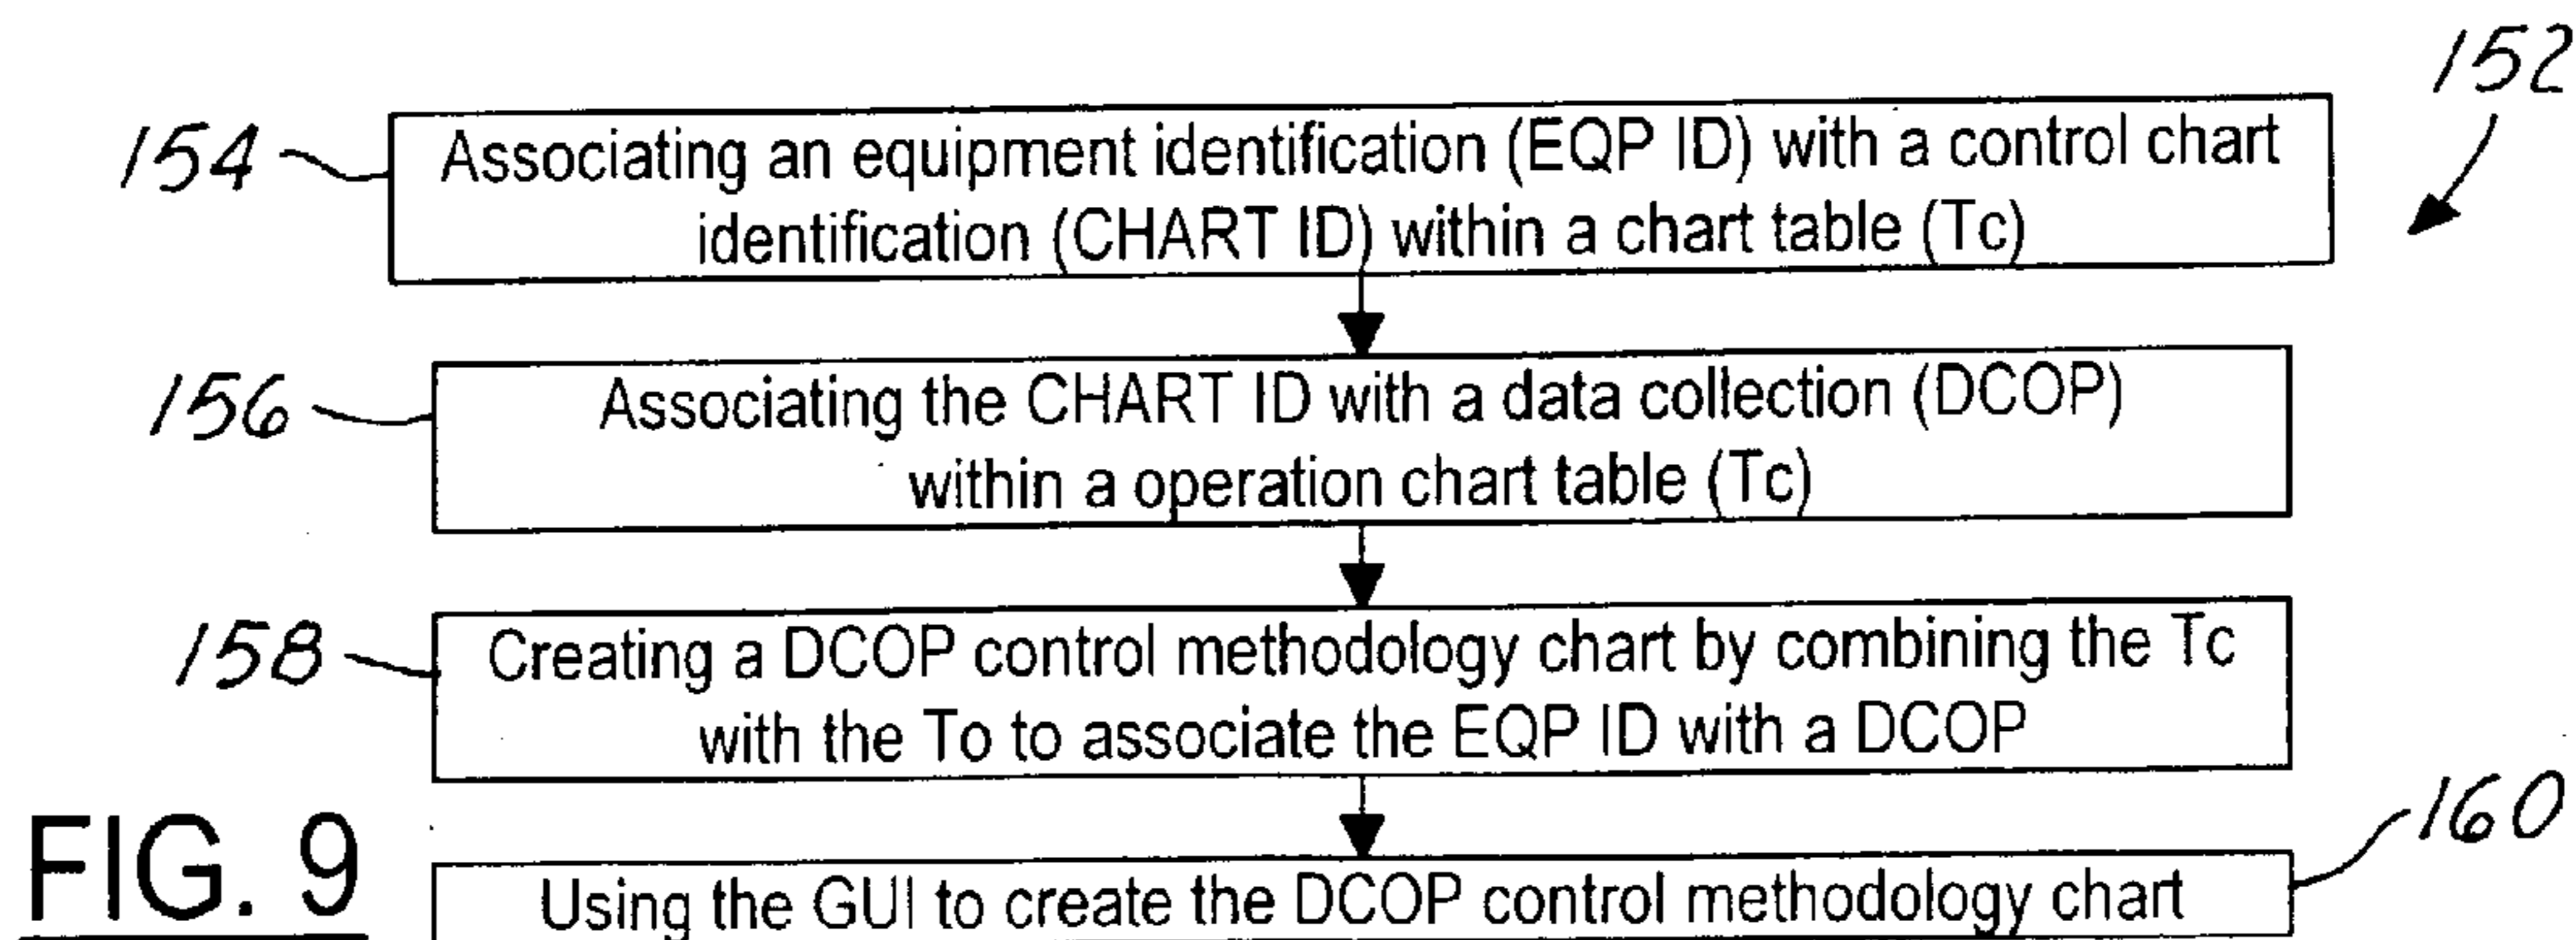 152
154
Associating an equipment identification (EQP ID) with a control chart
identification (CHART ID) within a chart table (Tc)
156
Associating the CHART ID with a data collection (DCOP)
within a operation chart table (Tc)
158
Creating a DCOP control methodology chart by combining the Tc
with the To to associate the EQP ID with a DCOP
160
FIG. 9
Using the GUI to create the DCOP control methodology chart